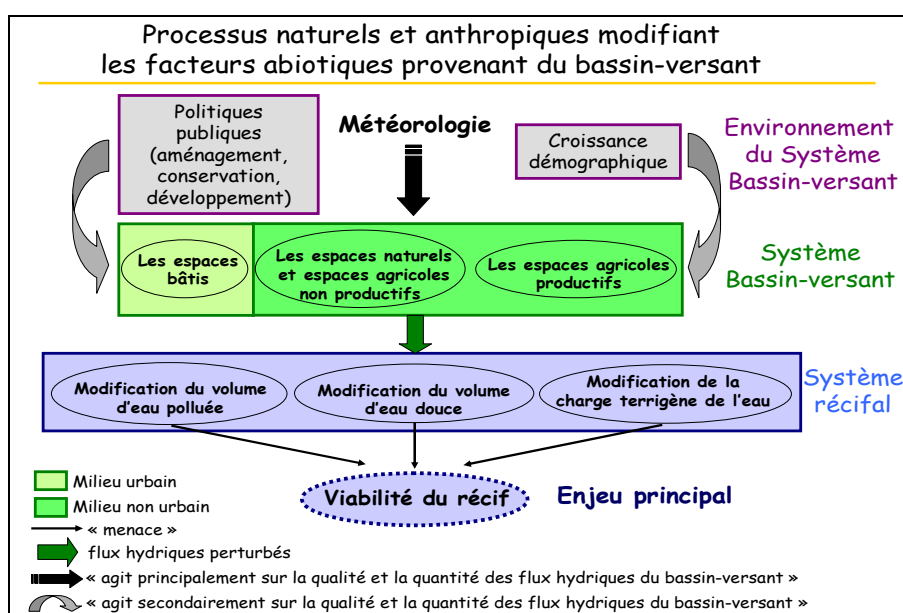 Processus naturels et anthropiques modifiant
les facteurs abiotiques provenant du bassin-versant
Politiques
publiques
(aménagement,
conservation,
développement)
Météorologie
Croissance
démographique
Environnement
du Système
Bassin-versant
Les espaces
bâtis
Les espaces naturels
et espaces agricoles
non productifs
Les espaces agricoles
productifs
Système
Bassin-versant
Modification du volume
d'eau polluée
Modification du volume
d'eau douce
Modification de la
charge terrigène de l'eau
Système
récifal
Viabilité du récif
Enjeu principal
Milieu urbain
Milieu non urbain
« menace »
flux hydriques perturbés
« agit principalement sur la qualité et la quantité des flux hydriques du bassin-versant »
« agit secondairement sur la qualité et la quantité des flux hydriques du bassin-versant »